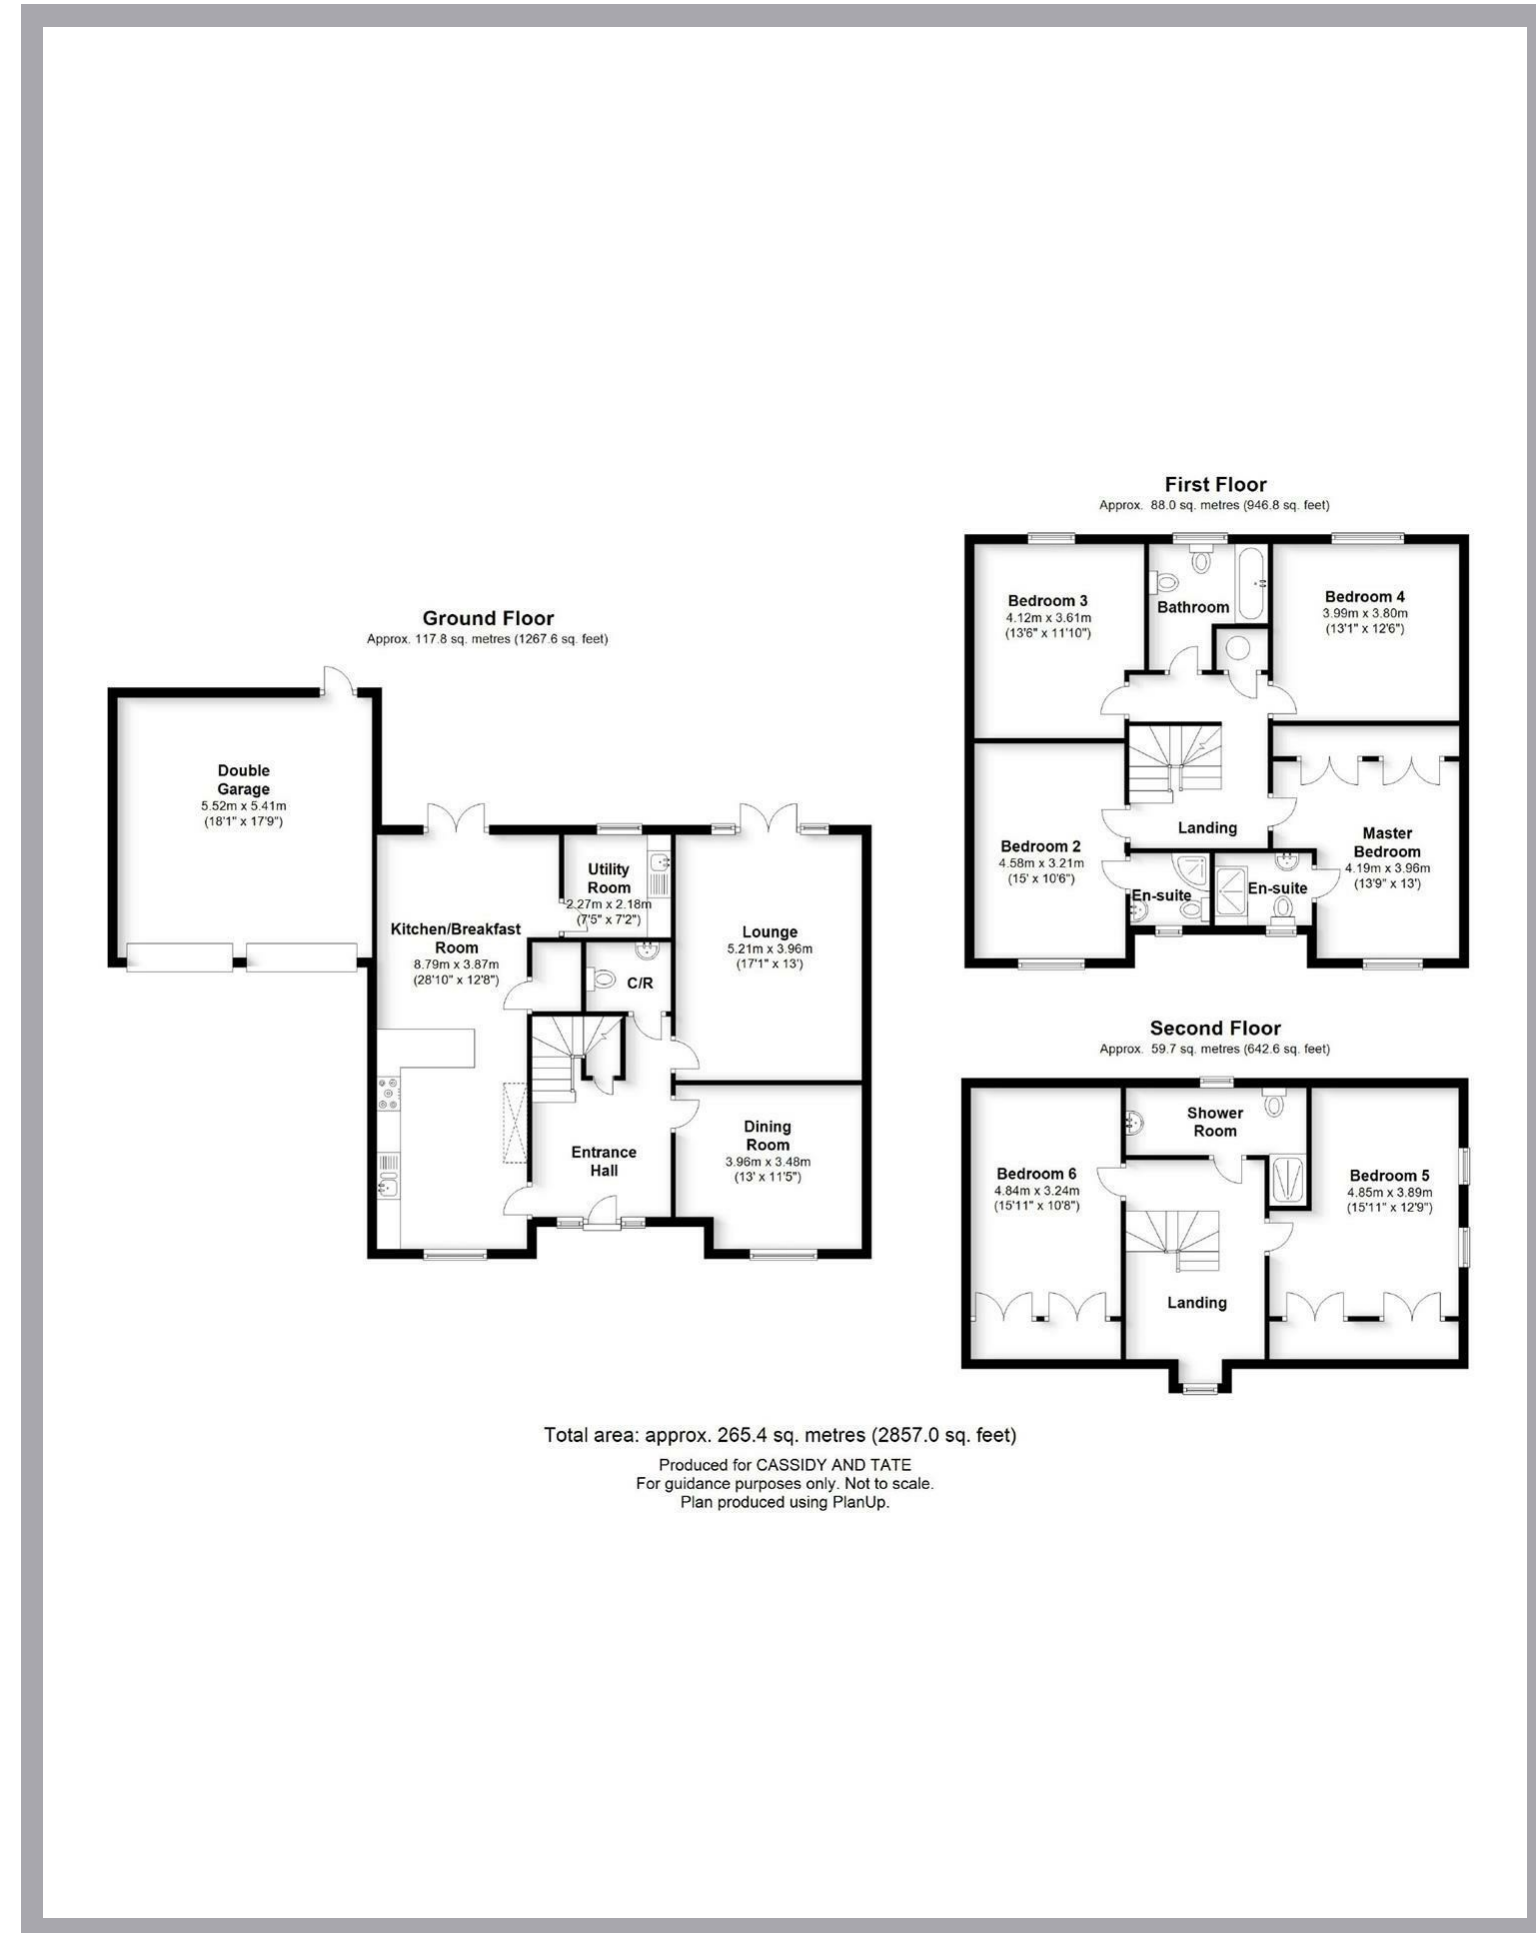 Ground Floor
Approx. 117.8 sq. metres (1267.6 sq. feet)
Double
Garage
5.52m x 5.41m
(18'1" x 17'9")
Kitchen/Breakfast
Room
8.79m x 3.87m
(28'10" x 12'8")
Utility
Room
2.27m x 2.18m
(7'5" x 7'2")
C/R
Lounge
5.21m x 3.96m
(17'1" x 13')
Entrance
Hall
Dining
Room
3.96m x 3.48m
(13' x 11'5")
First Floor
Approx. 88.0 sq. metres (946.8 sq. feet)
Bedroom 3
4.12m x 3.61m
(13'6" x 11'10")
Bathroom
Bedroom 4
3.99m x 3.80m
(13'1" x 12'6")
Bedroom 2
4.58m x 3.21m
(15' x 10'6")
Landing
Master
Bedroom
4.19m x 3.96m
(13'9" x 13')
En-suite
En-suite
Second Floor
Approx. 59.7 sq. metres (642.6 sq. feet)
Bedroom 6
4.84m x 3.24m
(15'11" x 10'8")
Shower
Room
Bedroom 5
4.85m x 3.89m
(15'11" x 12'9")
Landing
Total area: approx. 265.4 sq. metres (2857.0 sq. feet)
Produced for CASSIDY AND TATE
For guidance purposes only. Not to scale.
Plan produced using PlanUp.